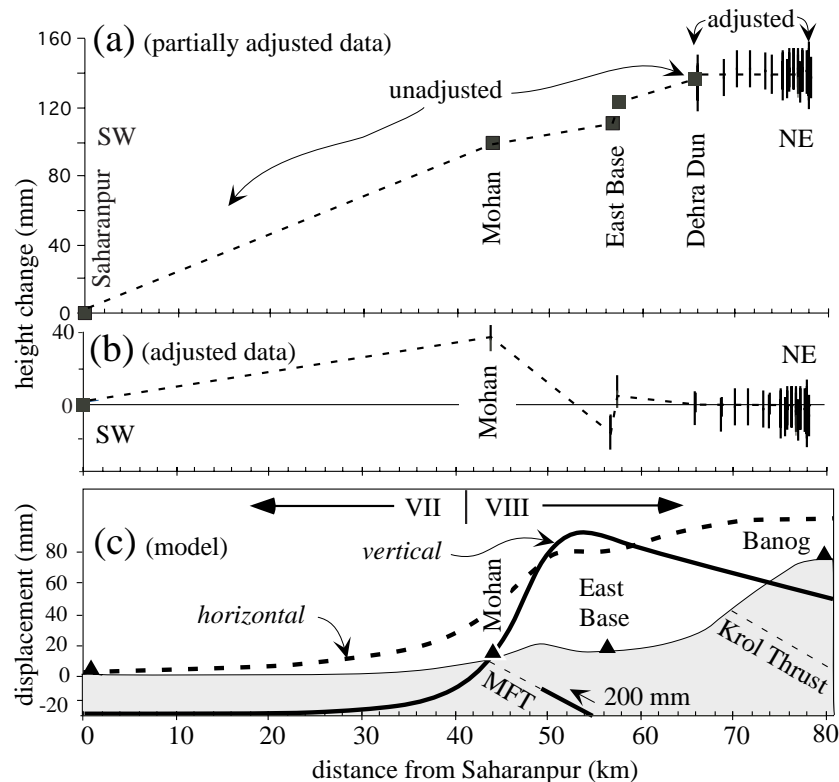 (a) (partially adjusted data)
adjusted
160
120
80
40
0
unadjusted
SW
NE
Saharanpur
Mohan
East Base
Dehra Dun
height change (mm)
40
0
(b) (adjusted data)
NE
SW
Mohan
VII VIII
(c) (model)
vertical
Banog
80
60
40
20
0
-20
displacement (mm)
horizontal
Mohan
East
Base
Krol Thrust
MFT
200 mm
0 10 20 30 40 50 60 70 80
distance from Saharanpur (km)